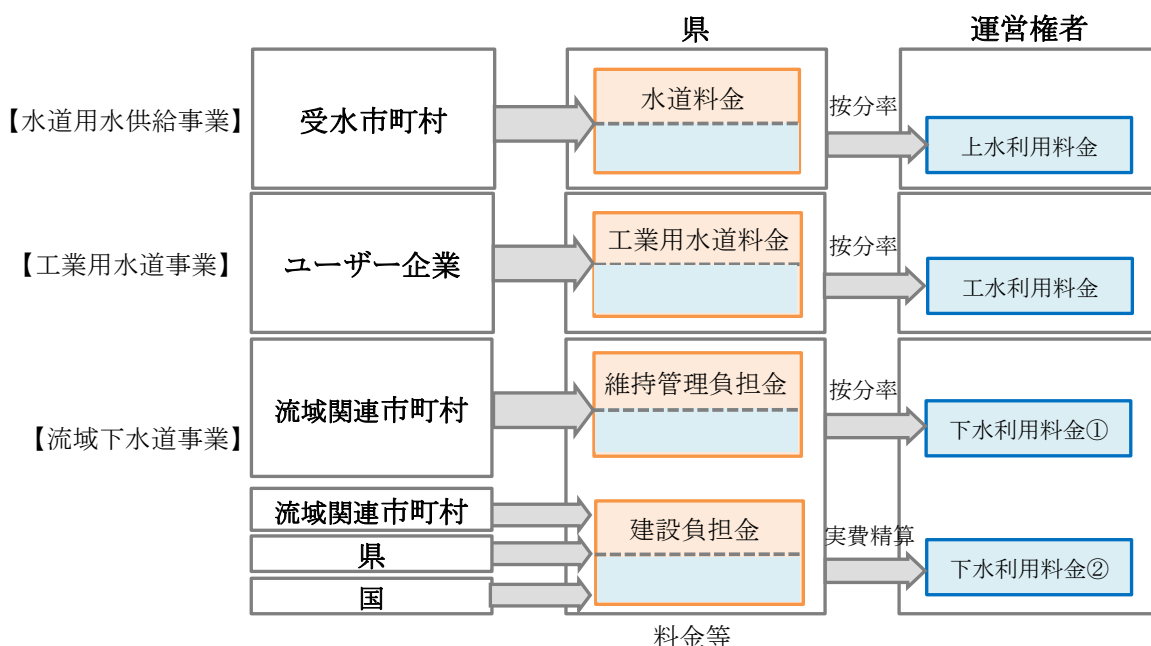 県
運営権者
【水道用水供給事業】
受水市町村
水道料金
按分率
上水利用料金
【工業用水道事業】
ユーザー企業
工業用水道料金
按分率
工水利用料金
【流域下水道事業】
流域関連市町村
維持管理負担金
按分率
下水利用料金①
流域関連市町村
県
国
建設負担金
実費精算
下水利用料金②
料金等